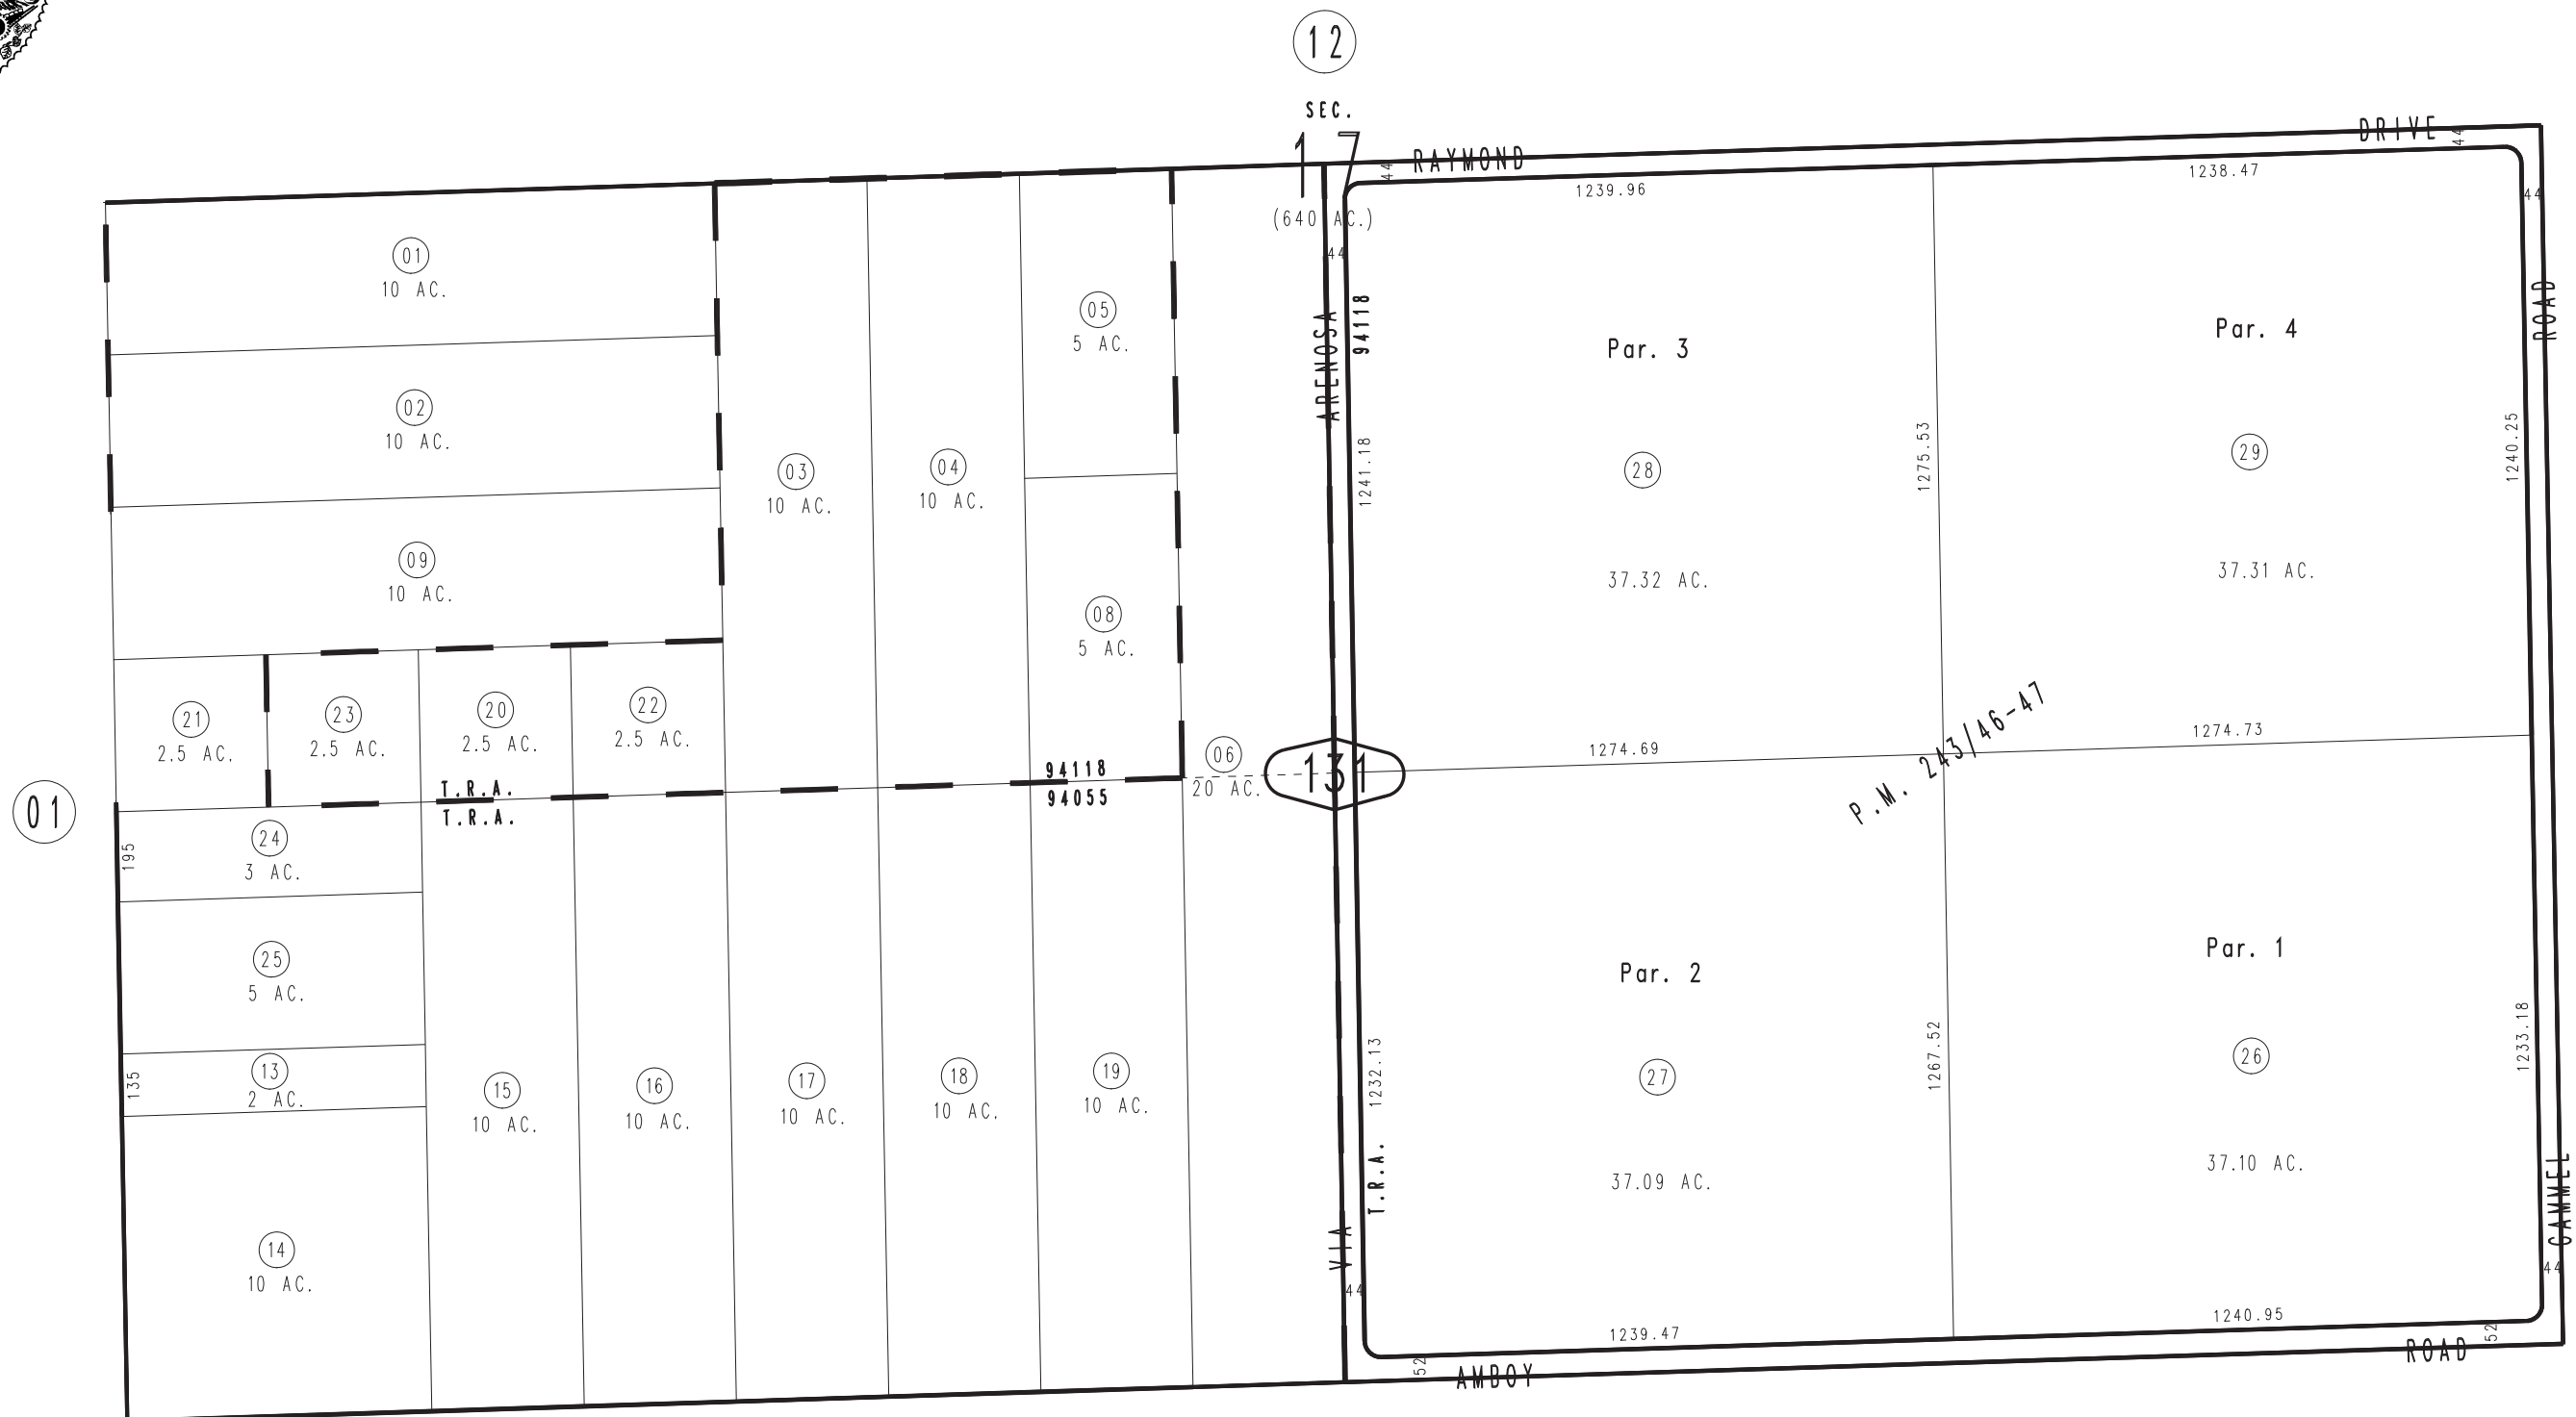 12
SEC.
17
(640 AC.)
RAYMOND
DRIVE
44
44
1239.96
1238.47
44
44
ROAD
ARENOSA
94118
01
10 AC.
02
10 AC.
09
10 AC.
03
10 AC.
04
10 AC.
05
5 AC.
08
5 AC.
Par. 3
28
37.32 AC.
1241.18
1275.53
Par. 4
29
37.31 AC.
1240.25
21
2.5 AC.
23
2.5 AC.
20
2.5 AC.
22
2.5 AC.
06
20 AC.
131
1274.69
1274.73
P.M. 243/46-47
T.R.A.
T.R.A.
94118
94055
01
195
24
3 AC.
25
5 AC.
135
13
2 AC.
14
10 AC.
15
10 AC.
16
10 AC.
17
10 AC.
18
10 AC.
19
10 AC.
Par. 2
27
37.09 AC.
1232.13
1267.52
T.R.A.
VIA
44
Par. 1
26
37.10 AC.
1233.18
CAMMEL
44
1239.47
1240.95
52
52
AMBOY
ROAD